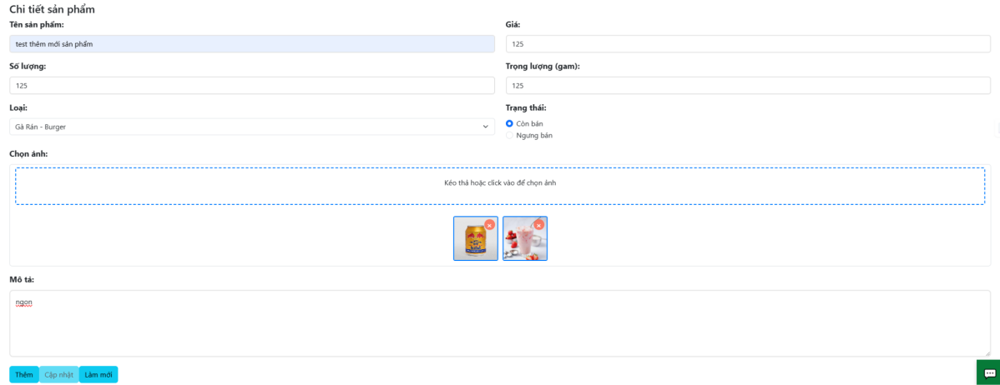 Chi tiết sản phẩm
Tên sản phẩm:
Giá:
test thêm mới sản phẩm
125
Số lượng:
Trọng lượng (gam):
125
125
Loại:
Trạng thái:
Gà Rán - Burger
Còn bán
Ngưng bán
Chọn ảnh:
Kéo thả hoặc click vào để chọn ảnh
Mô tả:
ngon
Thêm
Cập nhật
Làm mới